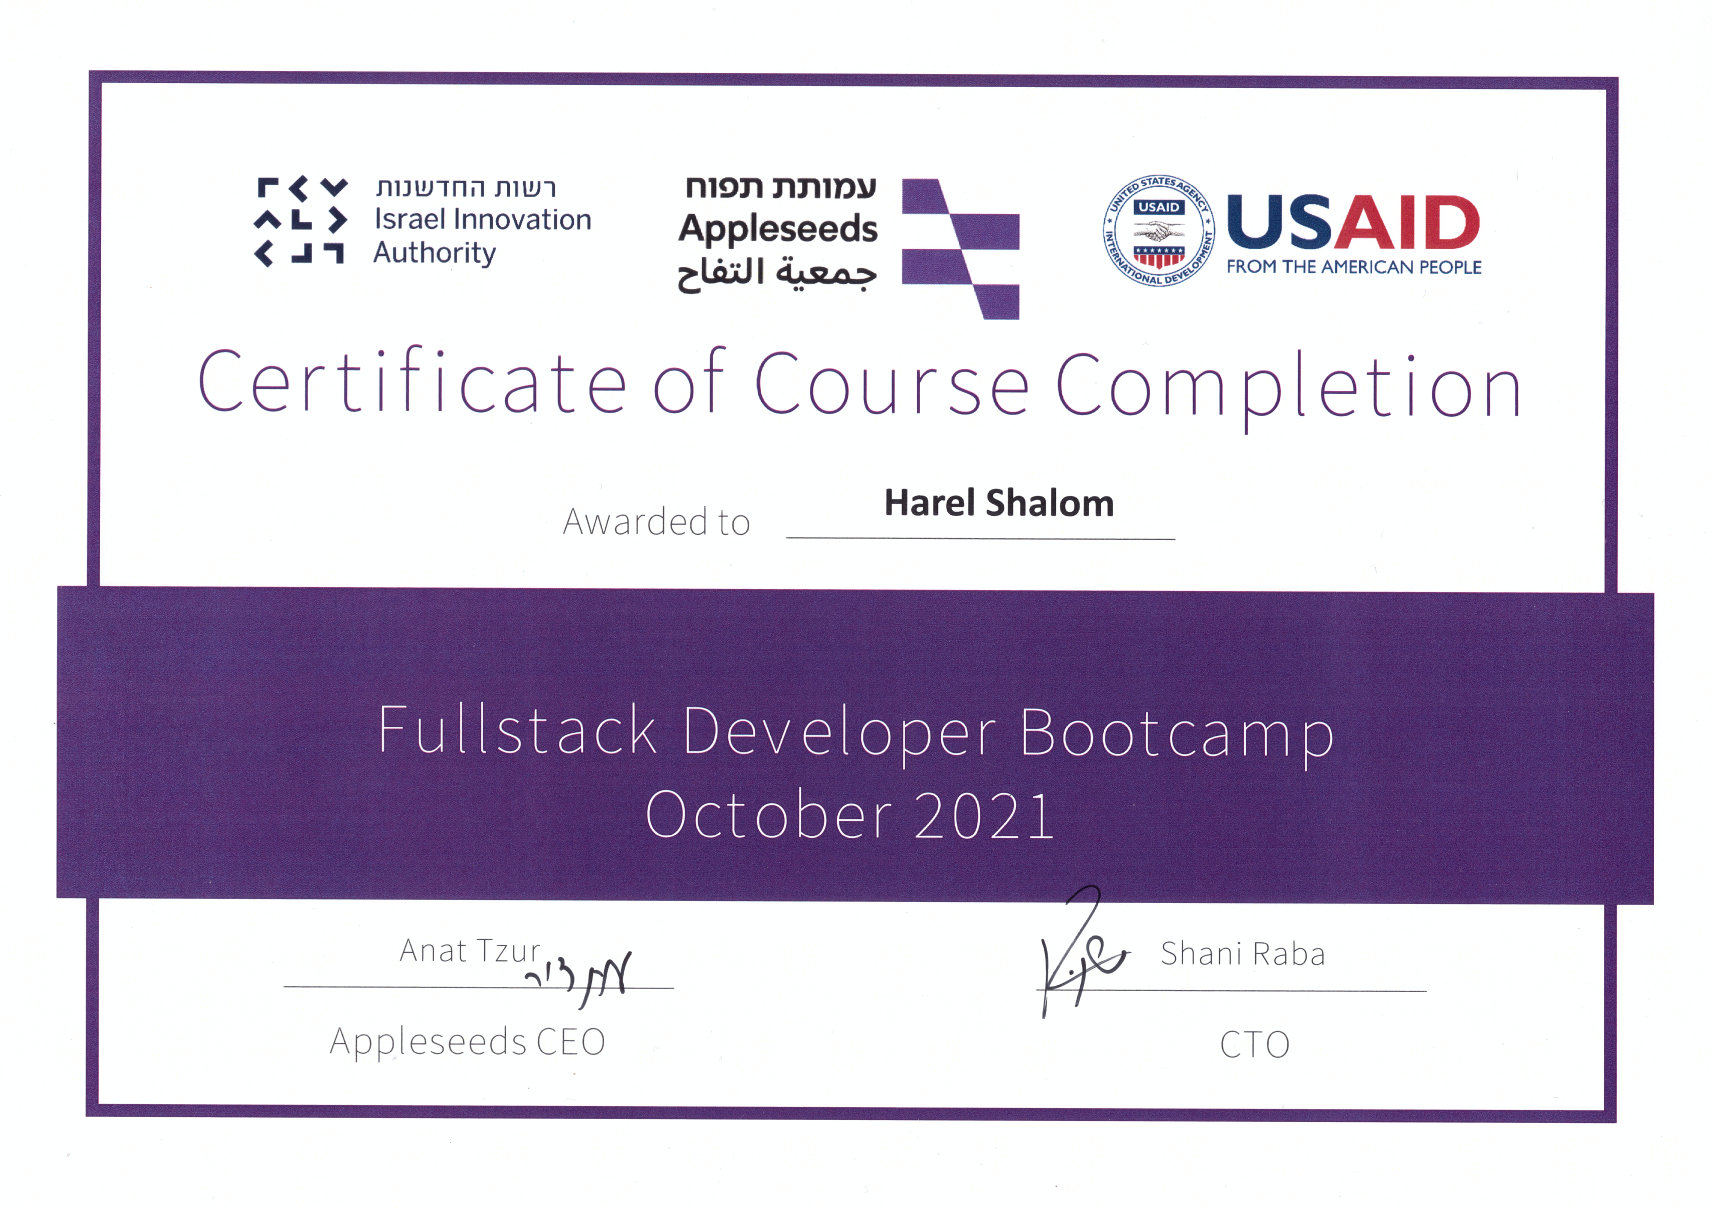 רשות החדשנות
Israel Innovation
Authority
עמותת תפוח
Appleseeds
جمعية التفاح
UNITED STATES AGENCY
USAID
INTERNATIONAL DEVELOPMENT
USAID
FROM THE AMERICAN PEOPLE
Certificate of Course Completion
Awarded to Harel Shalom
Fullstack Developer Bootcamp
October 2021
Anat Tzur
Shani Raba
Appleseeds CEO
CTO